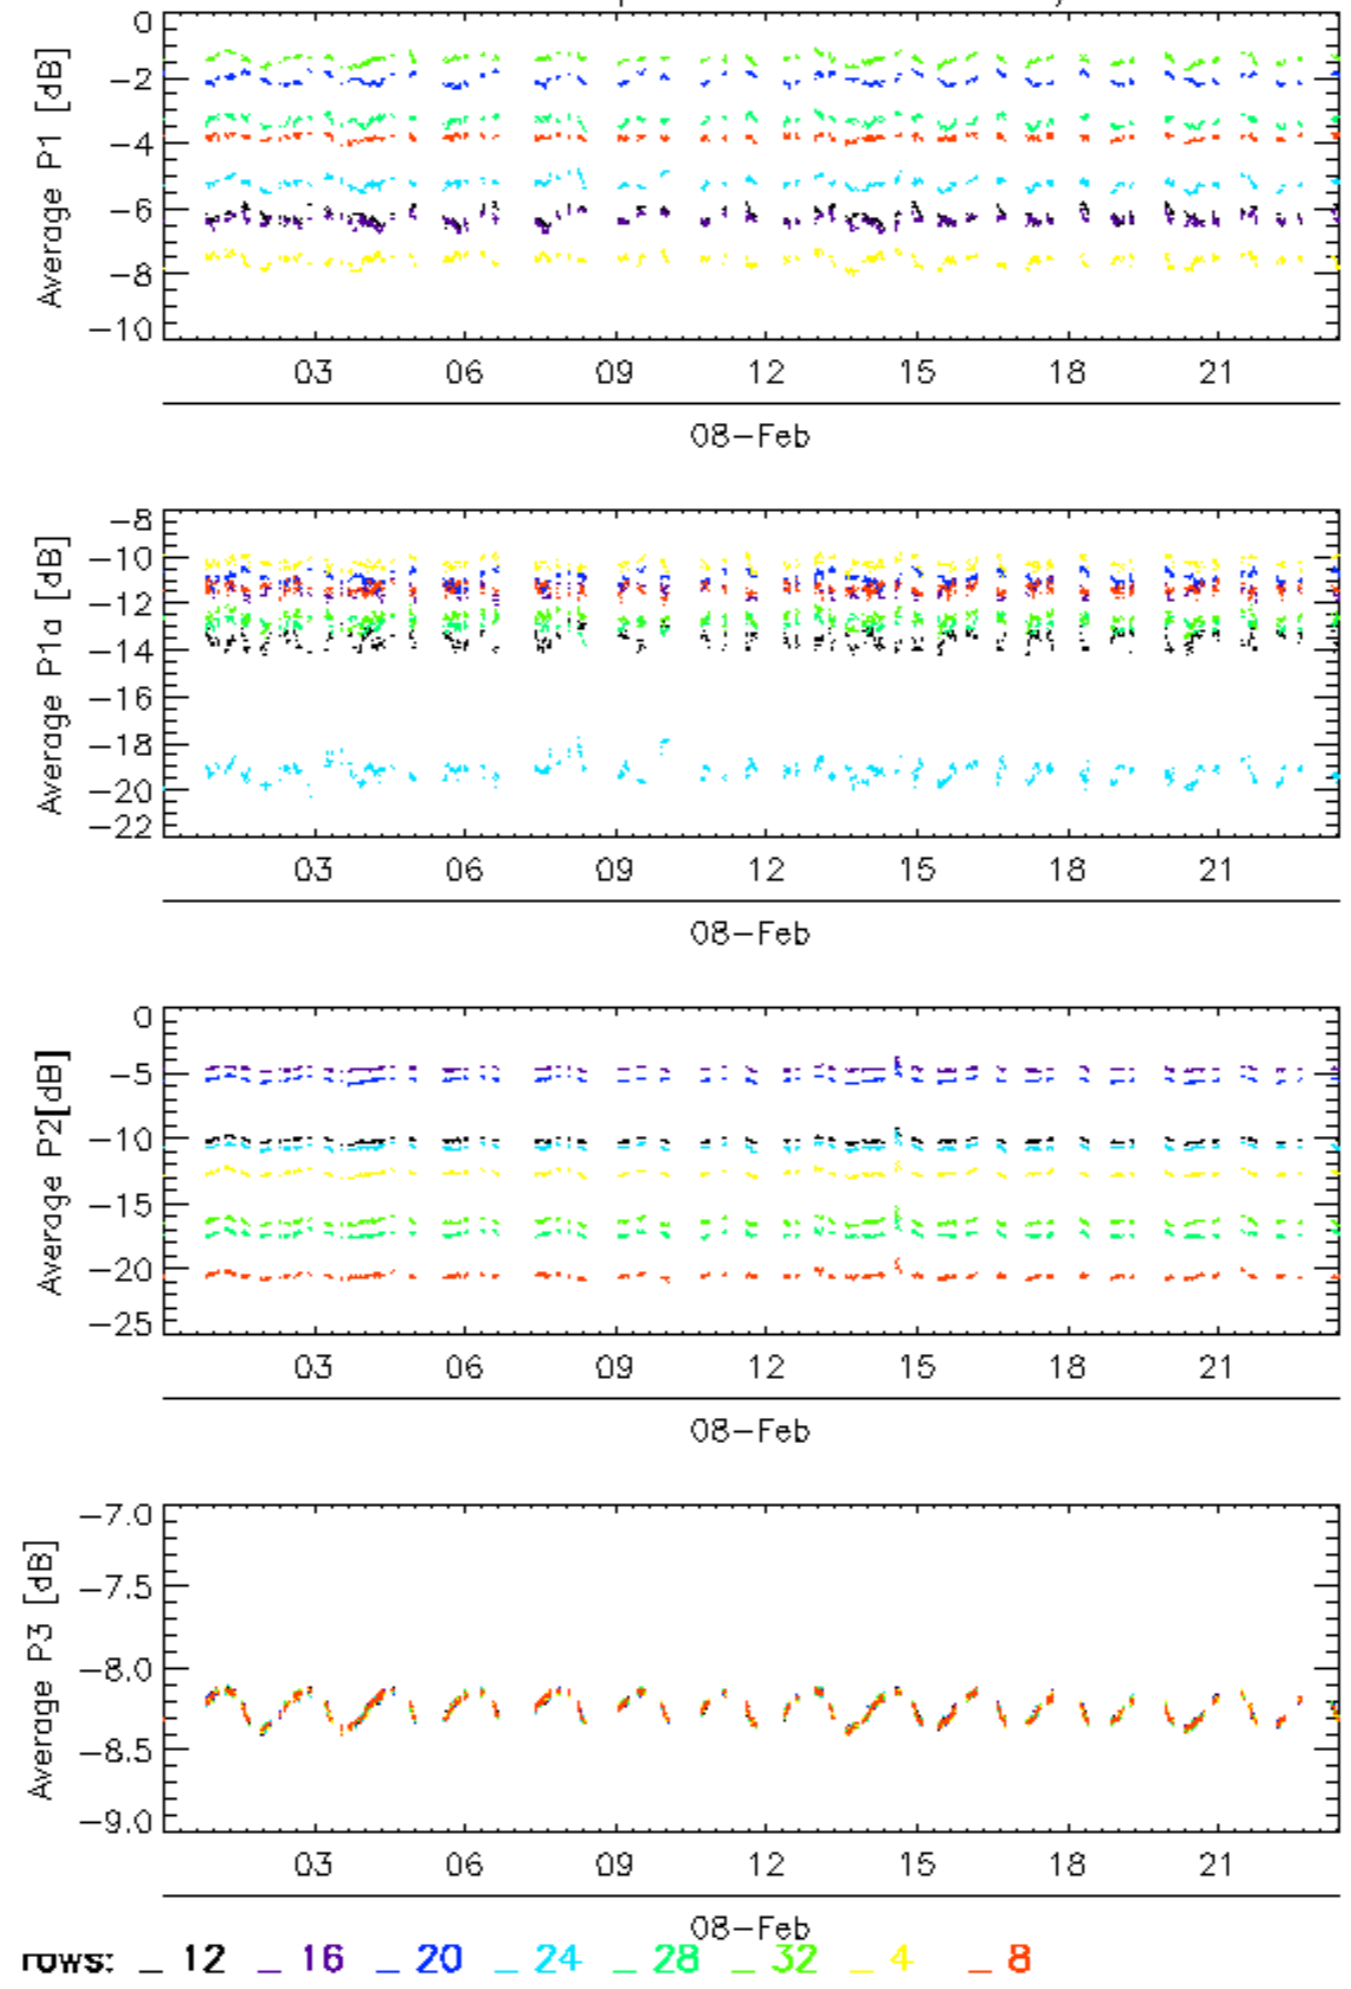 0
−2
−4
−6
−8
−10
Average P1 [dB]
03 06 09 12 15 18 21
08−Feb
−8
−10
−12
−14
−16
−18
−20
−22
Average P1a [dB]
03 06 09 12 15 18 21
08−Feb
0
−5
−10
−15
−20
−25
Average P2[dB]
03 06 09 12 15 18 21
08−Feb
−7.0
−7.5
−8.0
−8.5
−9.0
Average P3 [dB]
03 06 09 12 15 18 21
08−Feb
rows: _ 12 _ 16 _ 20 _ 24 _ 28 _ 32 _ 4 _ 8